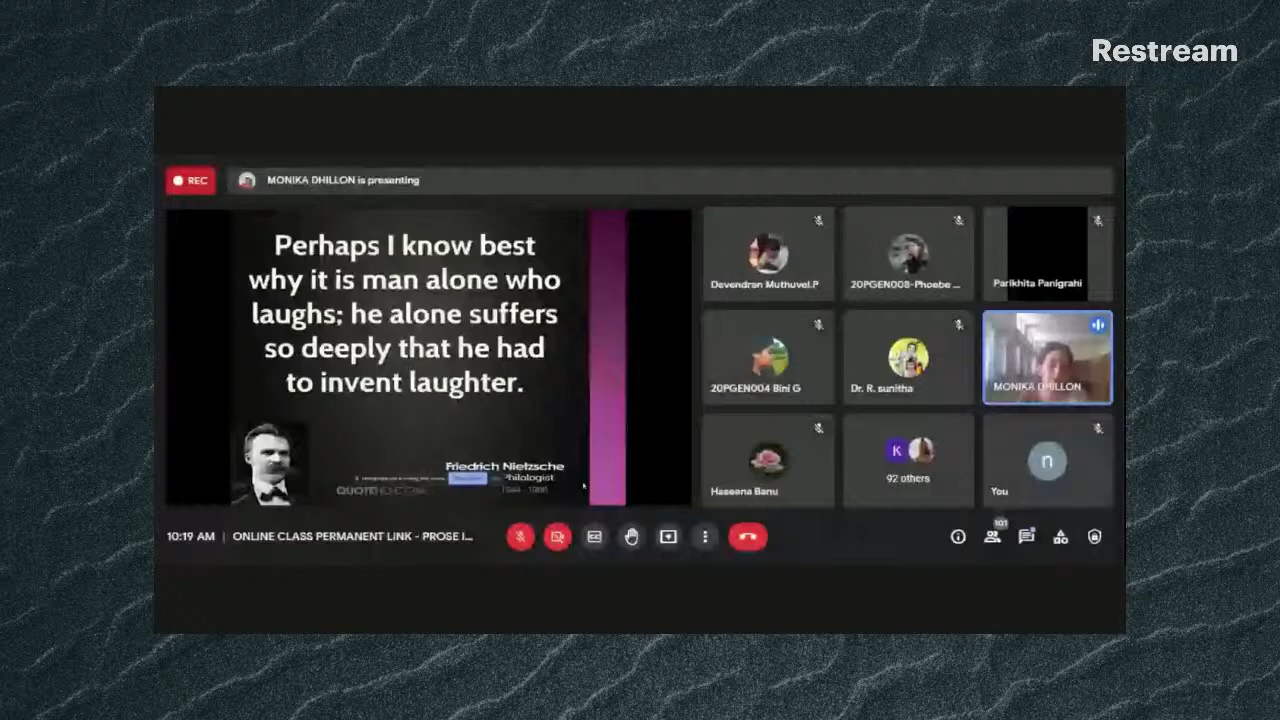 Restream
REC
MONIKA DHILLON is presenting
Perhaps I know best
why it is man alone who
laughs; he alone suffers
so deeply that he had
to invent laughter.
Friedrich Nietzsche
Philologist
Devendran Muthuvel.P
20PGEN008-Phoebe ...
Parikhita Panigrahi
20PGEN004 Bini G
Dr. R. sunitha
MONIKA DHILLON
Haseena Banu
K
92 others
n
You
10:19 AM | ONLINE CLASS PERMANENT LINK - PROSE I...
101